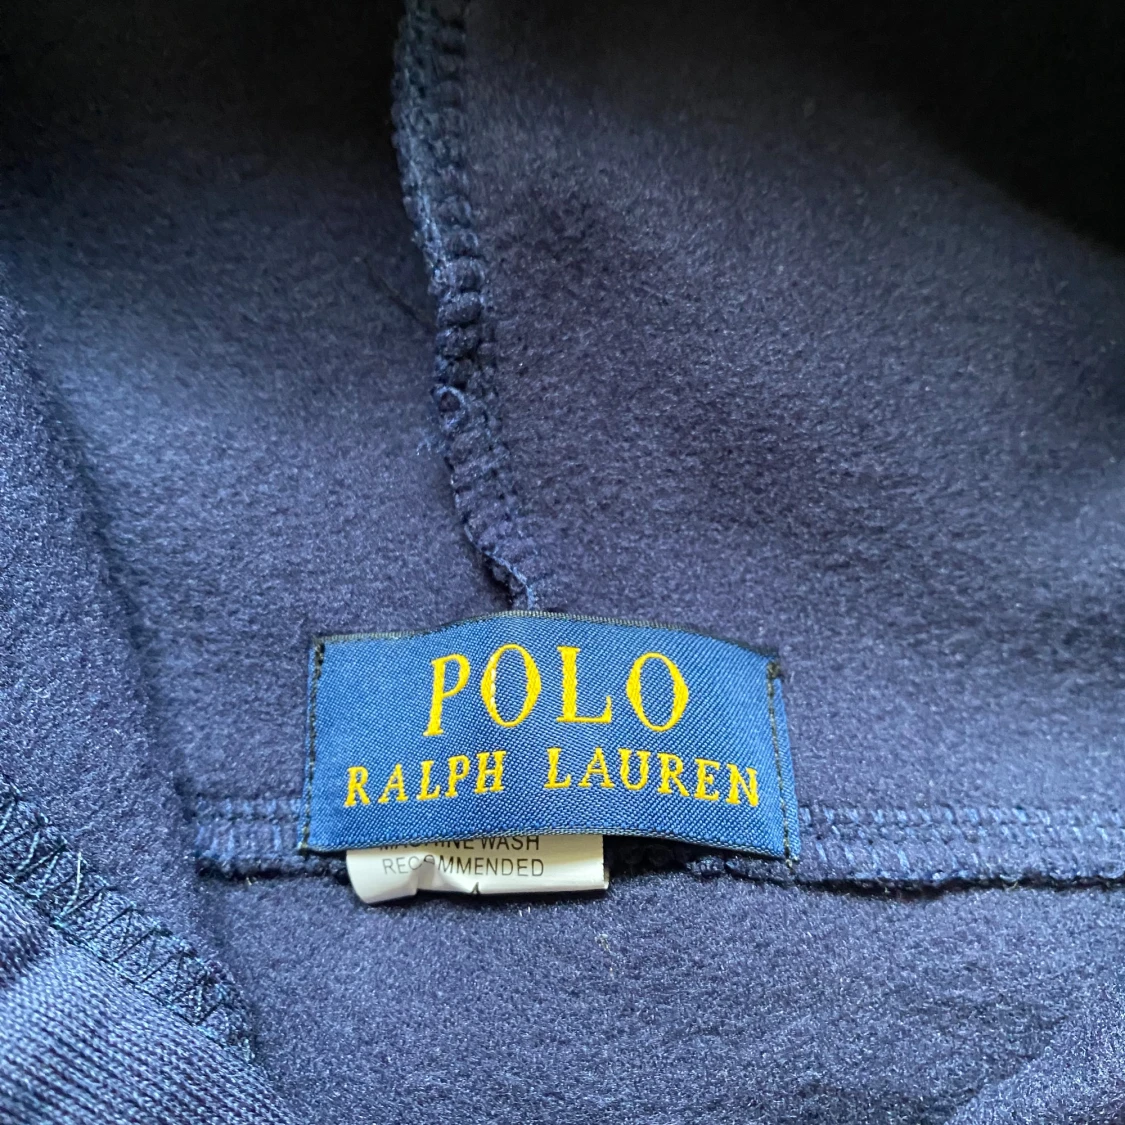 POLO
RALPH LAUREN
MACHINE WASH
RECOMMENDED